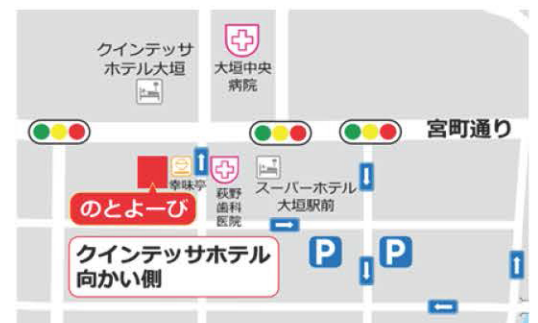 クインテッサ
ホテル大垣
大垣中央
病院
宮町通り
幸味亭
萩野
歯科
医院
スーパーホテル
大垣駅前
のとよーび
クインテッサホテル
向かい側
P
P